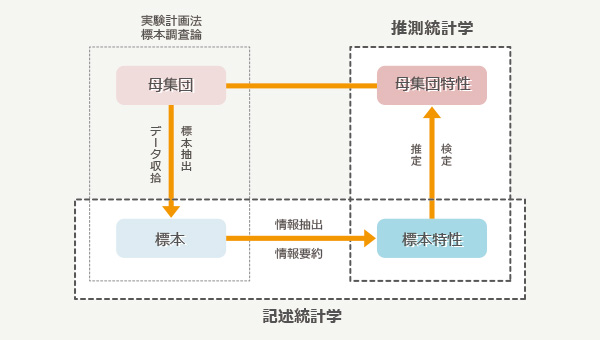 実験計画法
標本調査論
推測統計学
母集団
母集団特性
データ収拾
標本抽出
推定
検定
標本
情報抽出
情報要約
標本特性
記述統計学